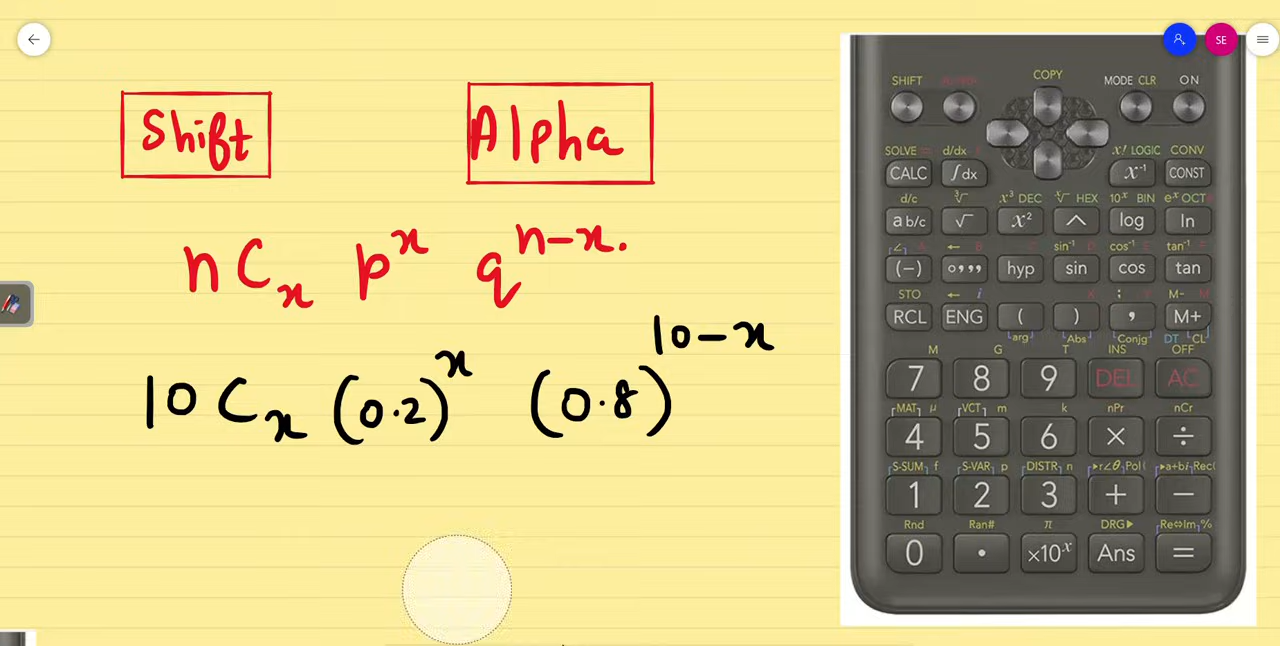 SE
Shift Alpha
nCx p^x q^n-x.
10Cx (0.2)^x (0.8)^10-x
SHIFT COPY MODE CLR ON
SOLVE = d/dx x! LOGIC CONV
CALC ∫dx x⁻¹ CONST
d/c ³√ x³ DEC ˣ√ HEX 10ˣ BIN eˣ OCT
a b/c √ x² ^ log ln
∠ A ← B C sin⁻¹ D cos⁻¹ E tan⁻¹ F
(−) hyp sin cos tan
STO ← i X ; Y M- M
RCL ENG ( ) , M+
arg Abs Conjg DT CL
M G T INS OFF
7 8 9 DEL AC
MAT μ VCT m k nPr nCr
4 5 6 × ÷
S-SUM f S-VAR p DISTR n ▶r∠θ Pol( ▶a+bi Rec(
1 2 3 + −
Rnd Ran# π DRG▶ Re⇔Im %
0 . ×10ˣ Ans =